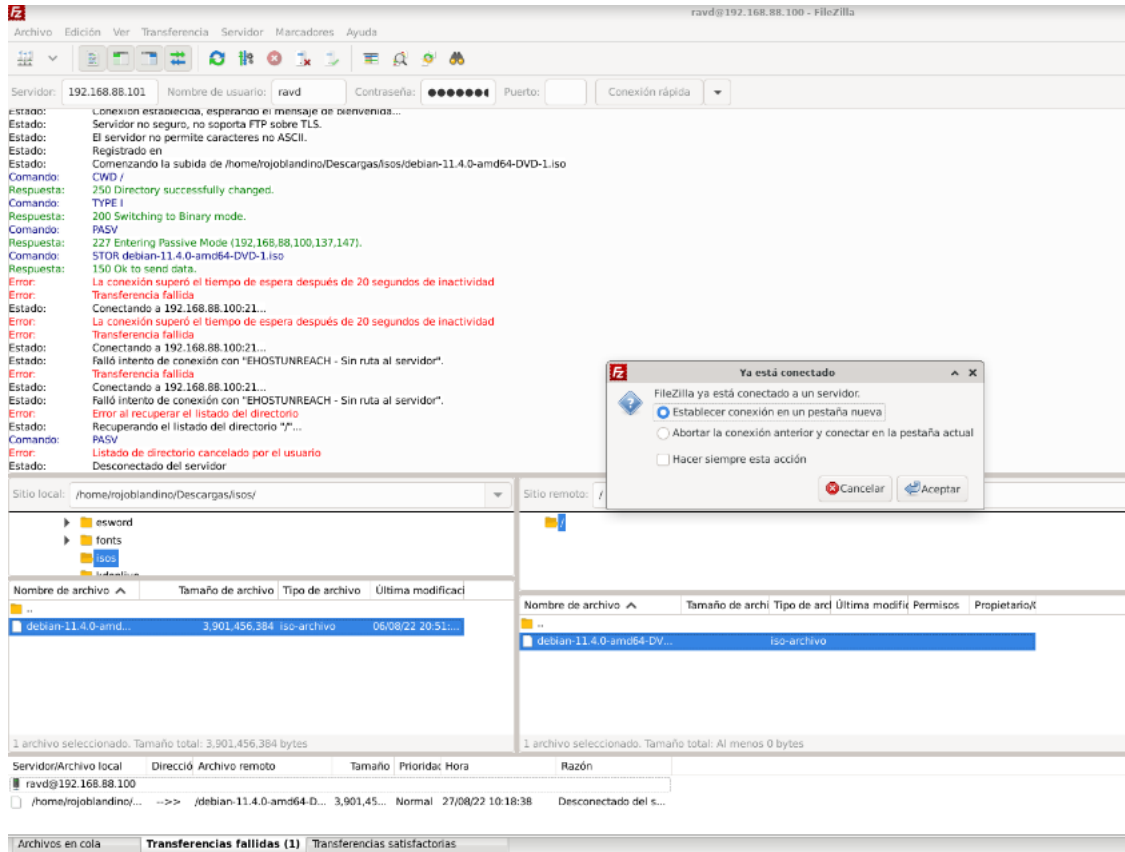 ravd@192.168.88.100 - FileZilla
Archivo Edición Ver Transferencia Servidor Marcadores Ayuda
Servidor: 192.168.88.101 Nombre de usuario: ravd Contraseña: Puerto: Conexión rápida
Estado: Conexión establecida, esperando el mensaje de bienvenida...
Estado: Servidor no seguro, no soporta FTP sobre TLS.
Estado: El servidor no permite caracteres no ASCII.
Estado: Registrado en
Estado: Comenzando la subida de /home/rojoblandino/Descargas/isos/debian-11.4.0-amd64-DVD-1.iso
Comando: CWD /
Respuesta: 250 Directory successfully changed.
Comando: TYPE I
Respuesta: 200 Switching to Binary mode.
Comando: PASV
Respuesta: 227 Entering Passive Mode (192,168,88,100,137,147).
Comando: STOR debian-11.4.0-amd64-DVD-1.iso
Respuesta: 150 Ok to send data.
Error: La conexión superó el tiempo de espera después de 20 segundos de inactividad
Error: Transferencia fallida
Estado: Conectando a 192.168.88.100:21...
Error: La conexión superó el tiempo de espera después de 20 segundos de inactividad
Error: Transferencia fallida
Estado: Conectando a 192.168.88.100:21...
Estado: Falló intento de conexión con "EHOSTUNREACH - Sin ruta al servidor".
Error: Transferencia fallida
Estado: Conectando a 192.168.88.100:21...
Estado: Falló intento de conexión con "EHOSTUNREACH - Sin ruta al servidor".
Error: Error al recuperar el listado del directorio
Estado: Recuperando el listado del directorio "/"...
Comando: PASV
Error: Listado de directorio cancelado por el usuario
Estado: Desconectado del servidor
Ya está conectado
FileZilla ya está conectado a un servidor.
Establecer conexión en un pestaña nueva
Abortar la conexión anterior y conectar en la pestaña actual
Hacer siempre esta acción
Cancelar Aceptar
Sitio local: /home/rojoblandino/Descargas/isos/
esword
fonts
isos
Nombre de archivo Tamaño de archivo Tipo de archivo Última modificaci
..
debian-11.4.0-amd... 3,901,456,384 iso-archivo 06/08/22 20:51:...
1 archivo seleccionado. Tamaño total: 3,901,456,384 bytes
Sitio remoto: /
/
Nombre de archivo Tamaño de archi Tipo de arcl Última modific Permisos Propietario/
..
debian-11.4.0-amd64-DV... iso-archivo
1 archivo seleccionado. Tamaño total: Al menos 0 bytes
Servidor/Archivo local Direcció Archivo remoto Tamaño Prioridac Hora Razón
ravd@192.168.88.100
/home/rojoblandino/... -->> /debian-11.4.0-amd64-D... 3,901,45... Normal 27/08/22 10:18:38 Desconectado del s...
Archivos en cola Transferencias fallidas (1) Transferencias satisfactorias